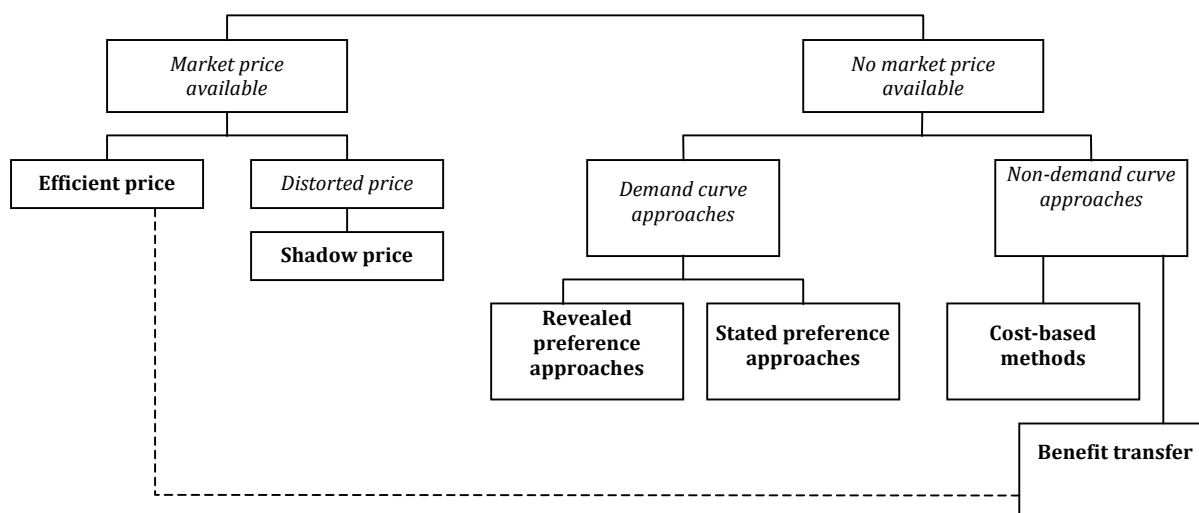 Market price
available
No market price
available
Efficient price
Distorted price
Shadow price
Demand curve
approaches
Non-demand curve
approaches
Revealed
preference
approaches
Stated preference
approaches
Cost-based
methods
Benefit transfer